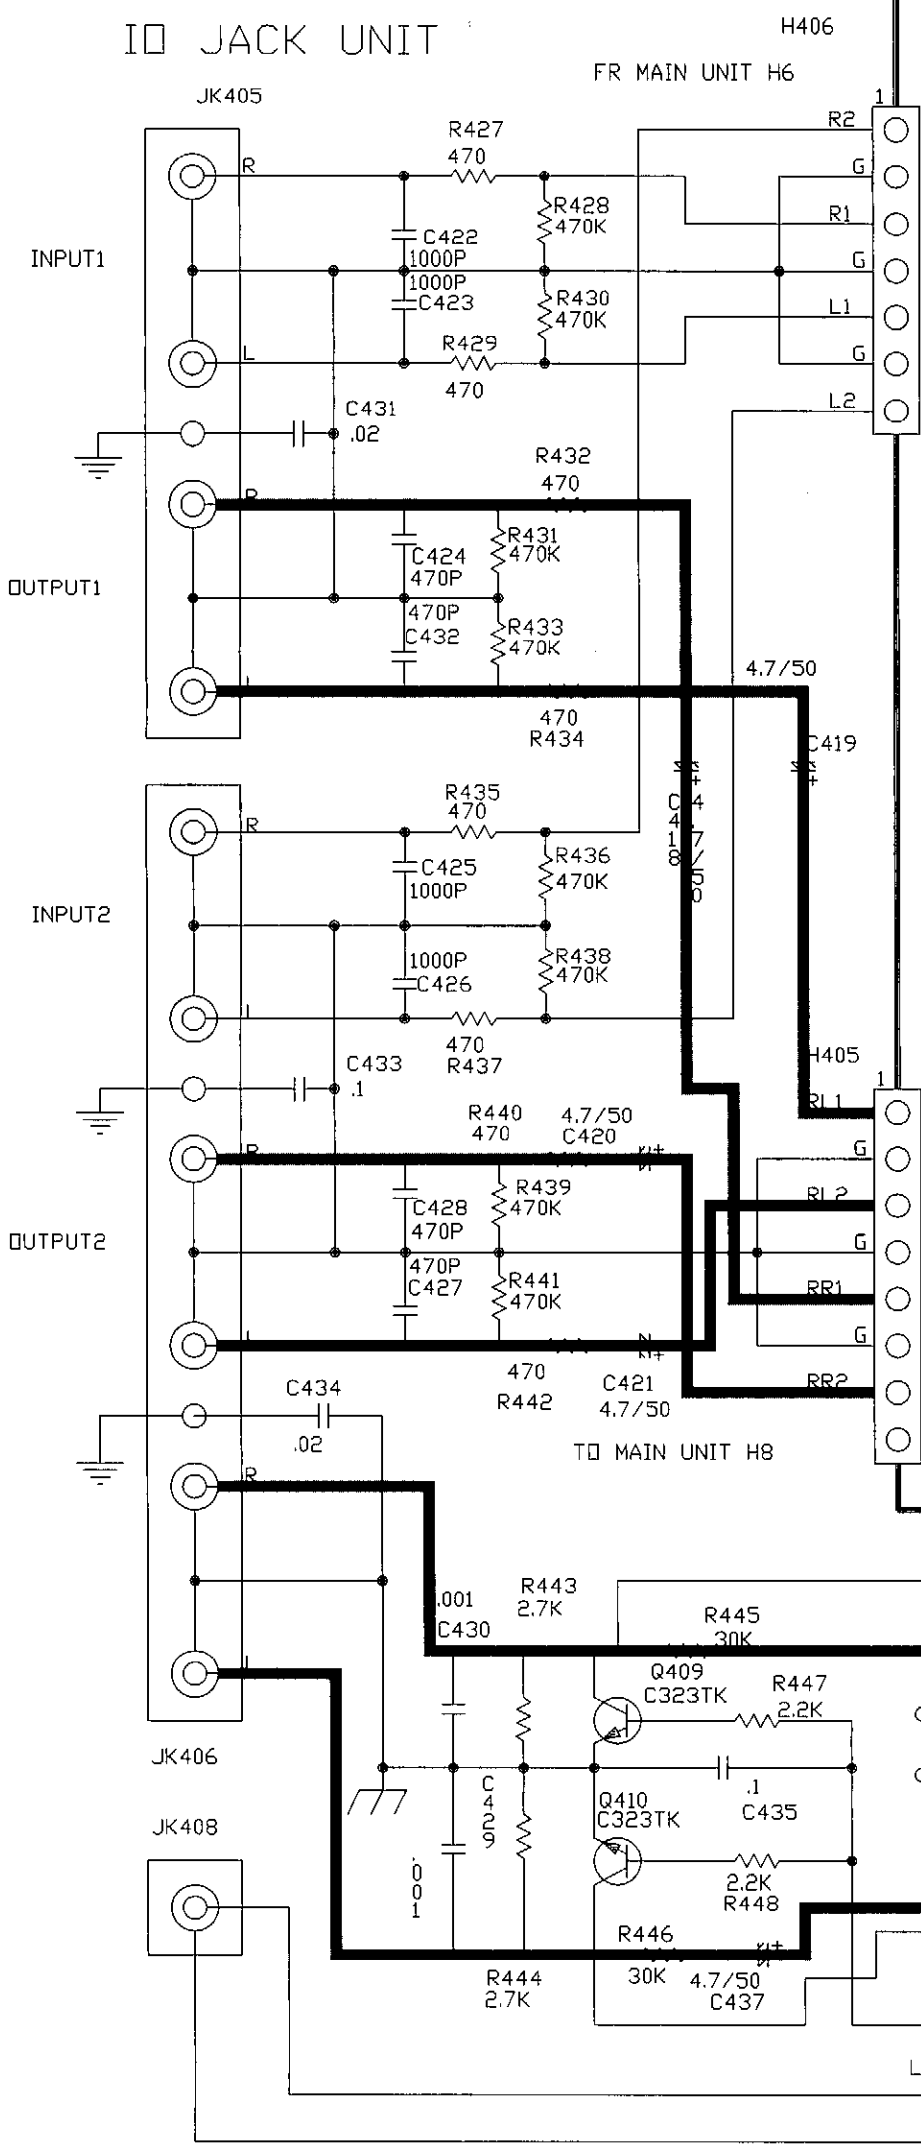 IO JACK UNIT
H406
FR MAIN UNIT H6
JK405
1
R2
R427
470
R
G
R428
470K
R1
C422
1000P
INPUT1
G
1000P
C423
R430
470K
L1
R429
L
G
470
C431
.02
L2
R432
470
R
R431
470K
C424
470P
OUTPUT1
470P
C432
R433
470K
4.7/50
L
470
R434
C419
R435
470
C418
4.7/50
R
R436
470K
C425
1000P
INPUT2
1000P
C426
R438
470K
L
470
R437
H405
C433
.1
1
RL1
R440
470
4.7/50
C420
R
G
R439
470K
RL2
C428
470P
OUTPUT2
G
470P
C427
R441
470K
RR1
L
G
470
R442
C421
4.7/50
RR2
C434
.02
TO MAIN UNIT H8
R
R443
2.7K
.001
C430
R445
30K
L
Q409
C323TK
R447
2.2K
JK406
C429
.1
C435
Q410
C323TK
JK408
.001
2.2K
R448
R446
30K
R444
2.7K
4.7/50
C437
L